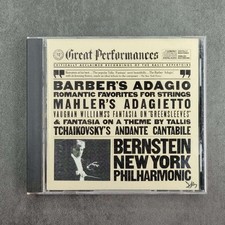 Great Performances
BARBER'S ADAGIO
ROMANTIC FAVORITES FOR STRINGS
MAHLER'S ADAGIETTO
VAUGHAN WILLIAMS'S FANTASIA ON "GREENSLEEVES"
& FANTASIA ON A THEME BY TALLIS
TCHAIKOVSKY'S ANDANTE CANTABILE
BERNSTEIN
NEW YORK
PHILHARMONIC